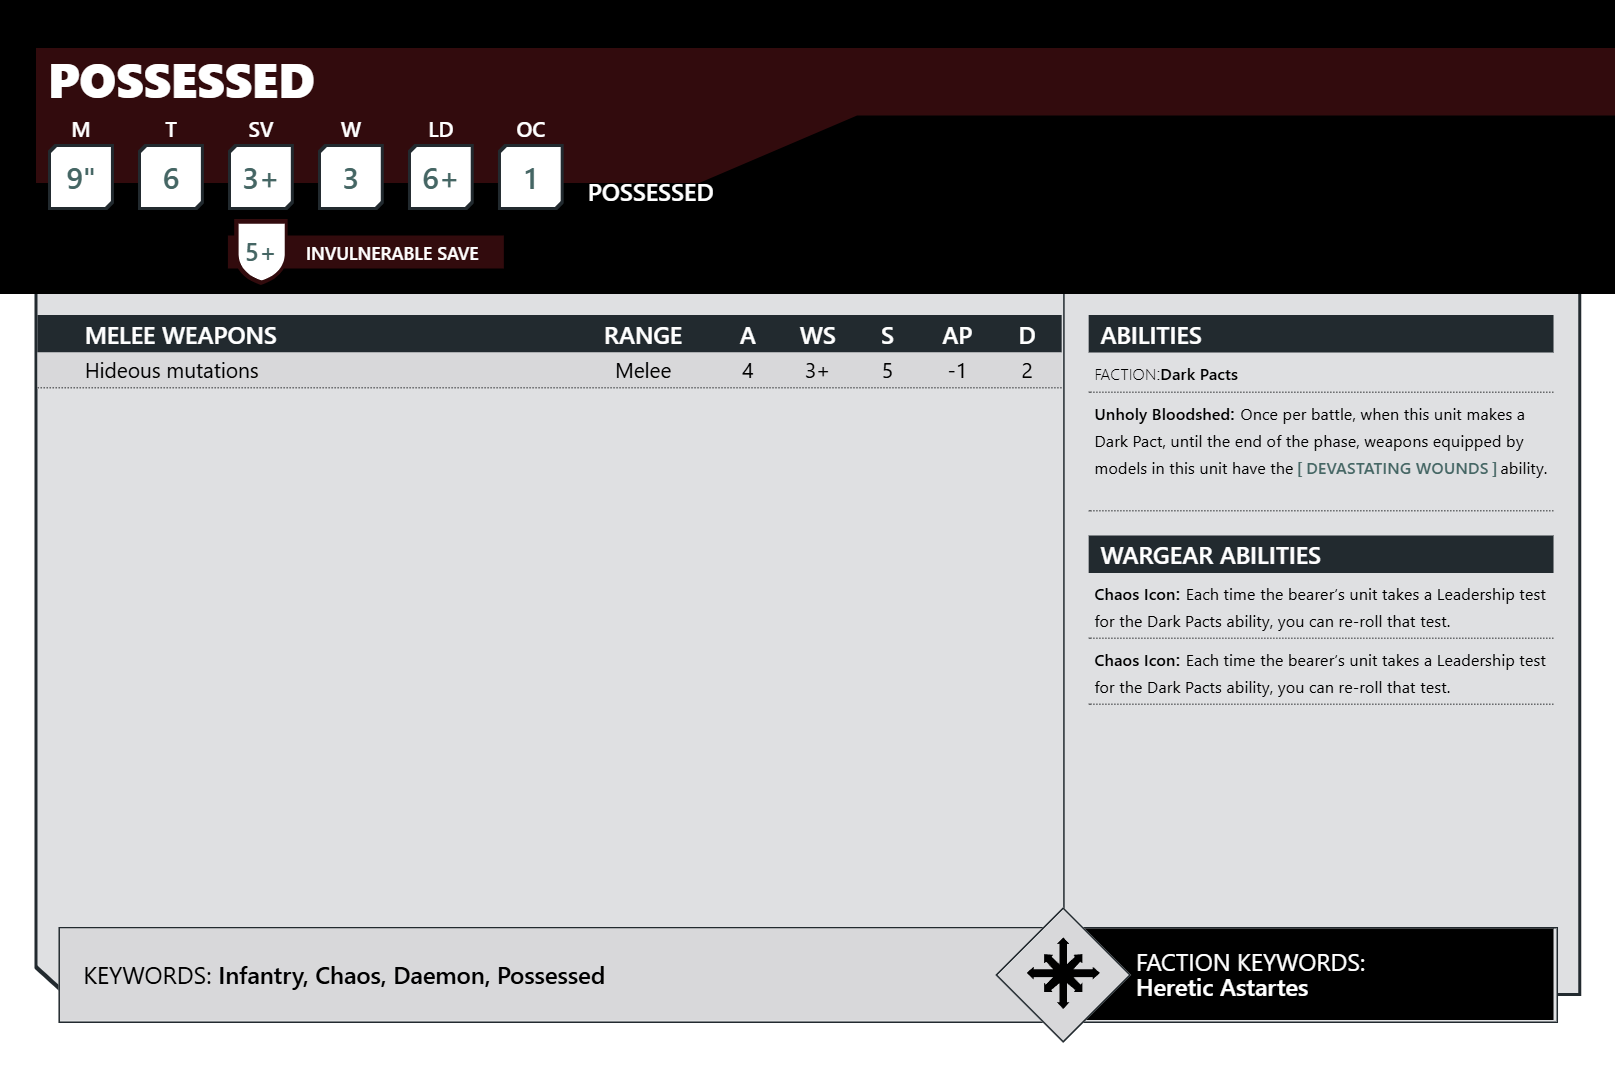 POSSESSED
M T SV W LD OC
9" 6 3+ 3 6+ 1
POSSESSED
5+ INVULNERABLE SAVE
MELEE WEAPONS RANGE A WS S AP D
Hideous mutations Melee 4 3+ 5 -1 2
ABILITIES
FACTION:Dark Pacts
Unholy Bloodshed: Once per battle, when this unit makes a
Dark Pact, until the end of the phase, weapons equipped by
models in this unit have the [ DEVASTATING WOUNDS ] ability.
WARGEAR ABILITIES
Chaos Icon: Each time the bearer’s unit takes a Leadership test
for the Dark Pacts ability, you can re-roll that test.
Chaos Icon: Each time the bearer’s unit takes a Leadership test
for the Dark Pacts ability, you can re-roll that test.
KEYWORDS: Infantry, Chaos, Daemon, Possessed
FACTION KEYWORDS:
Heretic Astartes